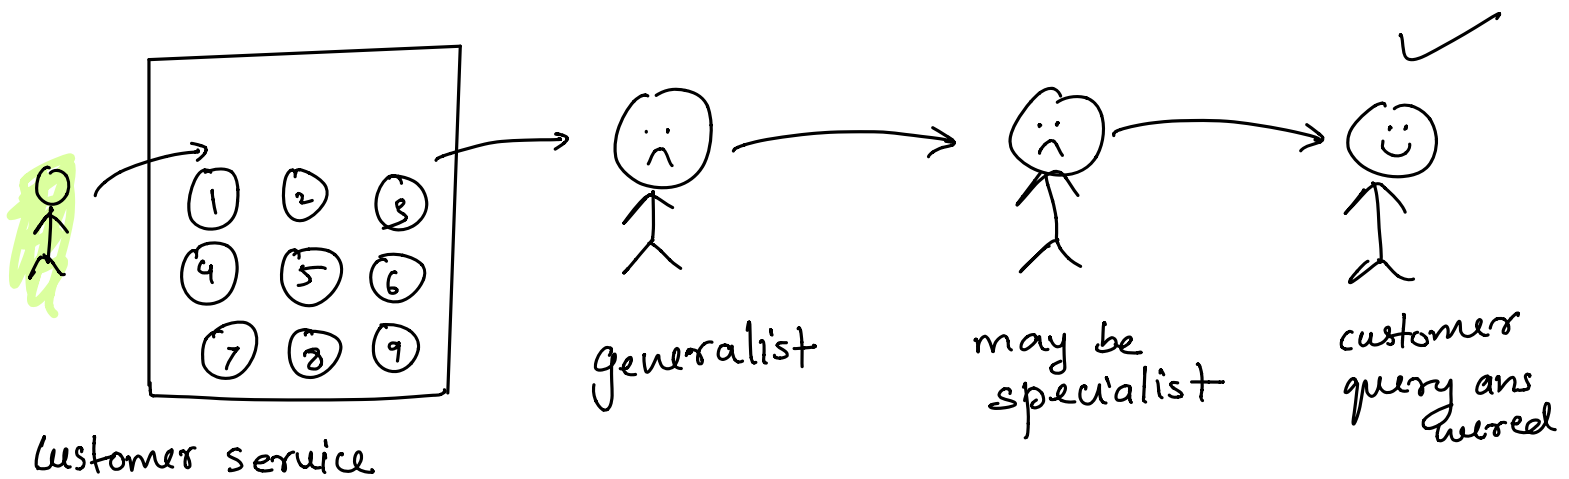 1 2 3
4 5 6
7 8 9
customer service
generalist
may be
specialist
customer
query ans
wered